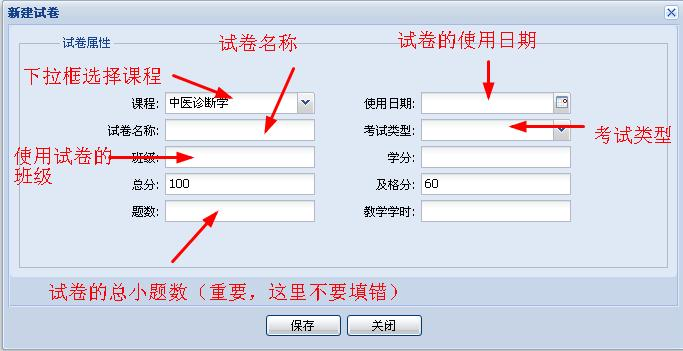 新建试卷
试卷属性
试卷名称
试卷的使用日期
下拉框选择课程
课程: 中医诊断学
使用日期:
试卷名称:
考试类型:
考试类型
使用试卷的
班级
班级:
学分:
总分: 100
及格分: 60
题数:
教学学时:
试卷的总小题数（重要，这里不要填错）
保存
关闭